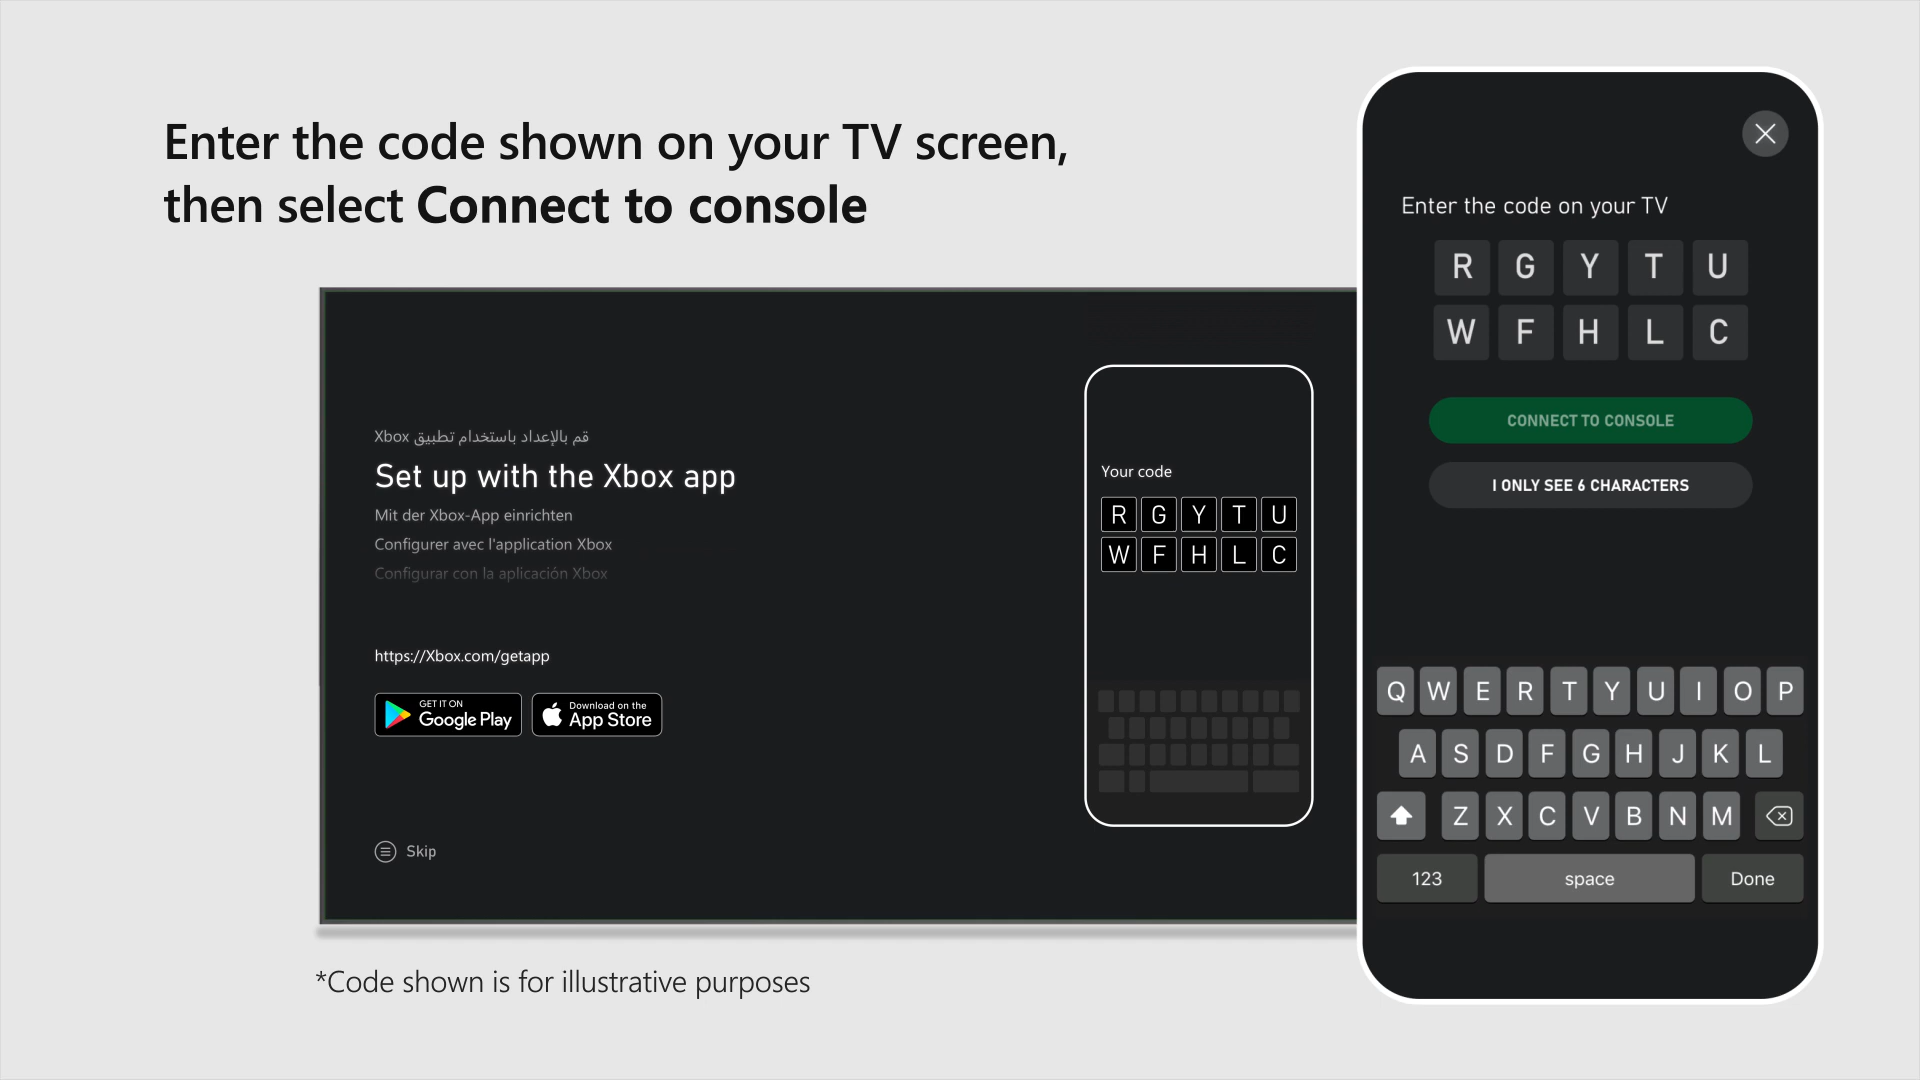 Enter the code shown on your TV screen,
then select Connect to console
قم بالإعداد باستخدام تطبيق Xbox
Set up with the Xbox app
Mit der Xbox-App einrichten
Configurer avec l'application Xbox
Configurar con la aplicación Xbox
https://Xbox.com/getapp
GET IT ON
Google Play
Download on the
App Store
Skip
Your code
R G Y T U
W F H L C
Enter the code on your TV
R G Y T U
W F H L C
CONNECT TO CONSOLE
I ONLY SEE 6 CHARACTERS
Q W E R T Y U I O P
A S D F G H J K L
Z X C V B N M
123 space Done
*Code shown is for illustrative purposes